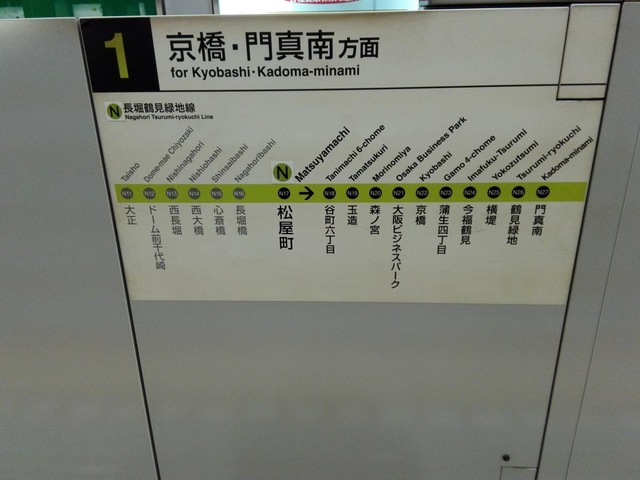 1
京橋・門真南方面
for Kyobashi・Kadoma-minami
N 長堀鶴見緑地線
Nagahori Tsurumi-ryokuchi Line
Taisho
Dome-mae Chiyozaki
Nishinagahori
Nishiohashi
Shinsaibashi
Nagahoribashi
N
Matsuyamachi
Tanimachi 6-chome
Tamatsukuri
Morinomiya
Osaka Business Park
Kyobashi
Gamo 4-chome
Imafuku-Tsurumi
Yokozutsumi
Tsurumi-ryokuchi
Kadoma-minami
N11 N12 N13 N14 N15 N16 N17 → N18 N19 N20 N21 N22 N23 N24 N25 N26 N27
大正
ドーム前千代崎
西長堀
西大橋
心斎橋
長堀橋
松屋町
谷町六丁目
玉造
森ノ宮
大阪ビジネスパーク
京橋
蒲生四丁目
今福鶴見
横堤
鶴見緑地
門真南